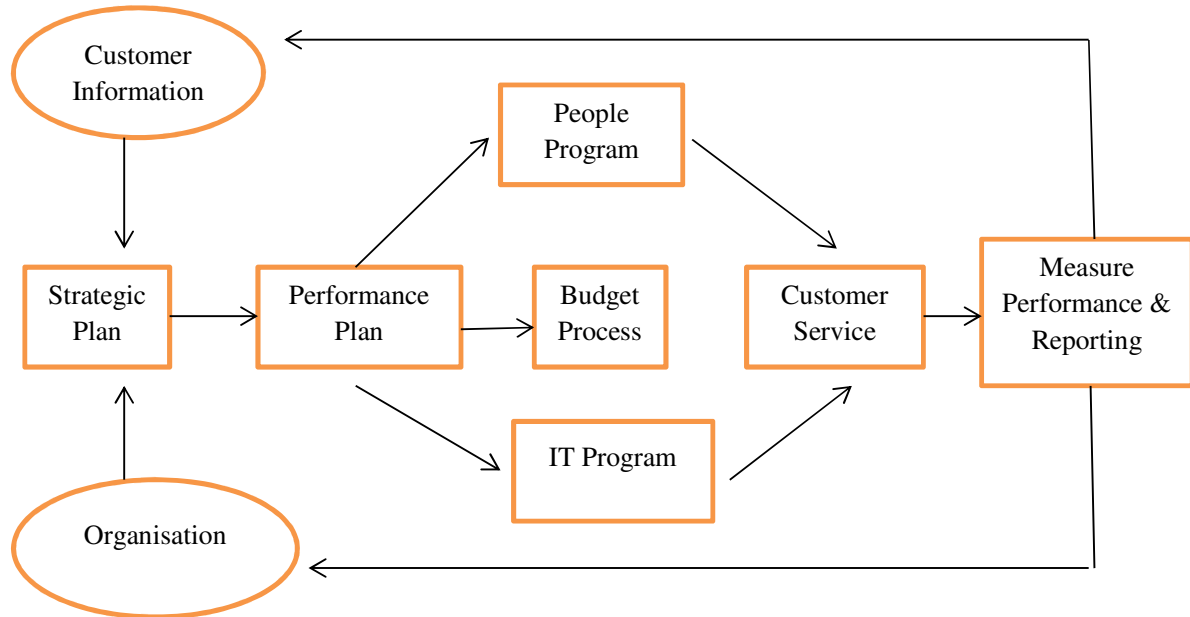 Customer
Information
People
Program
Strategic
Plan
Performance
Plan
Budget
Process
Customer
Service
Measure
Performance &
Reporting
IT Program
Organisation